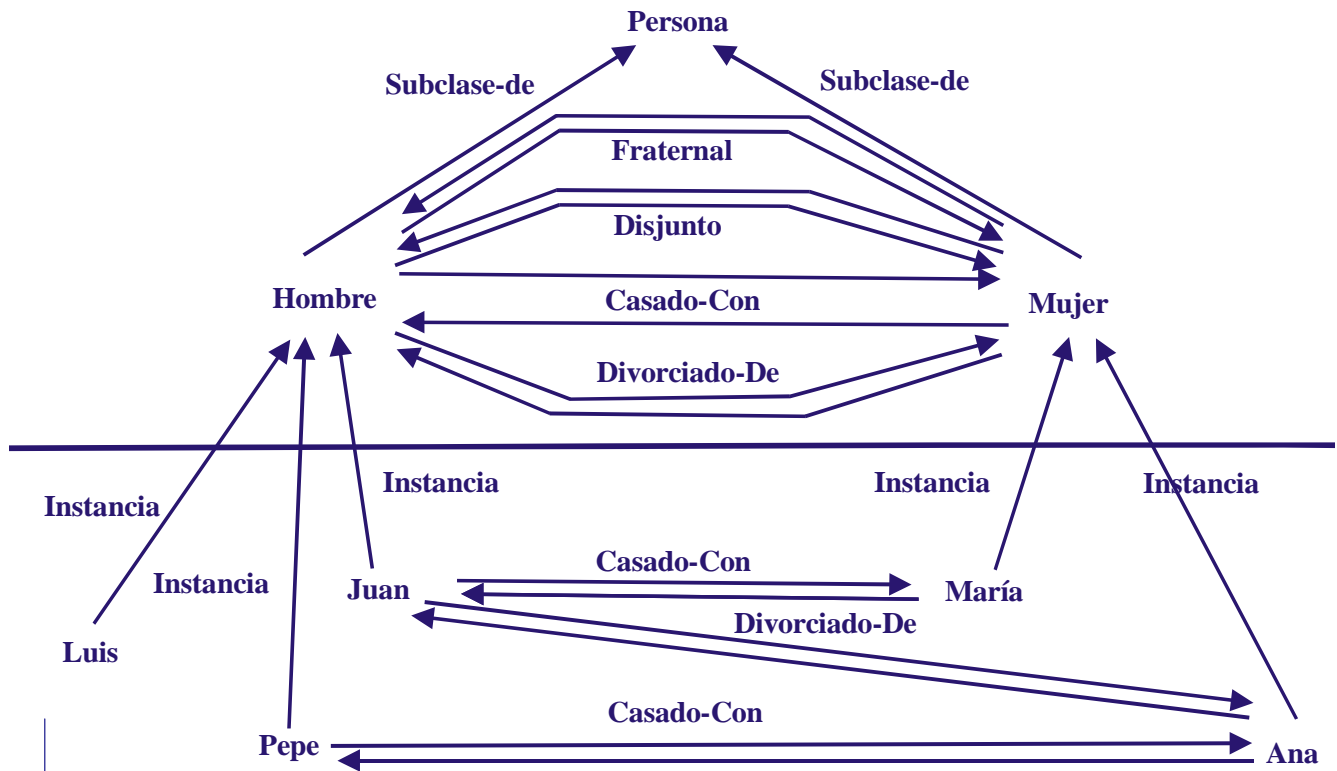 Persona
Subclase-de
Subclase-de
Fraternal
Disjunto
Hombre
Casado-Con
Mujer
Divorciado-De
Instancia
Instancia
Instancia
Instancia
Casado-Con
Instancia
Juan
María
Divorciado-De
Luis
Casado-Con
Pepe
Ana